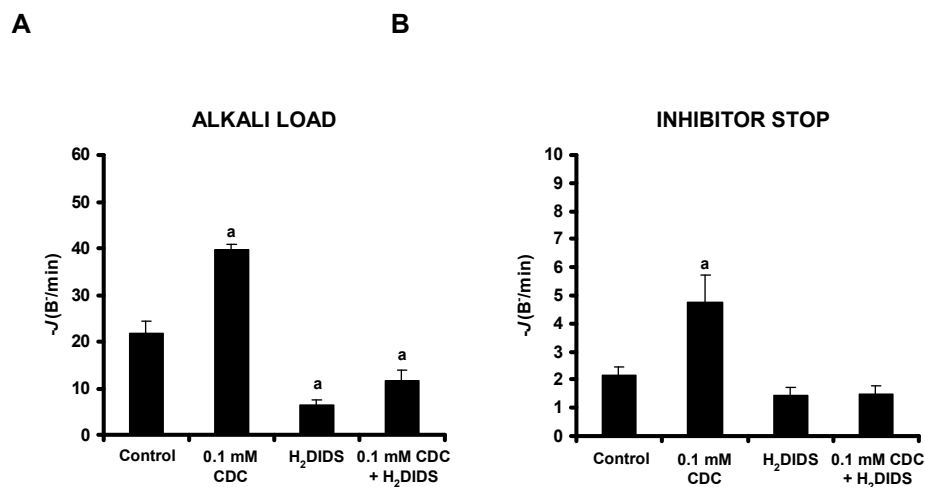 A
B
ALKALI LOAD
INHIBITOR STOP
60
50
40
30
20
10
0
-J(B⁻/min)
a
a
a
Control
0.1 mM
CDC
H₂DIDS
0.1 mM CDC
+ H₂DIDS
10
9
8
7
6
5
4
3
2
1
0
-J(B⁻/min)
a
Control
0.1 mM
CDC
H₂DIDS
0.1 mM CDC
+ H₂DIDS